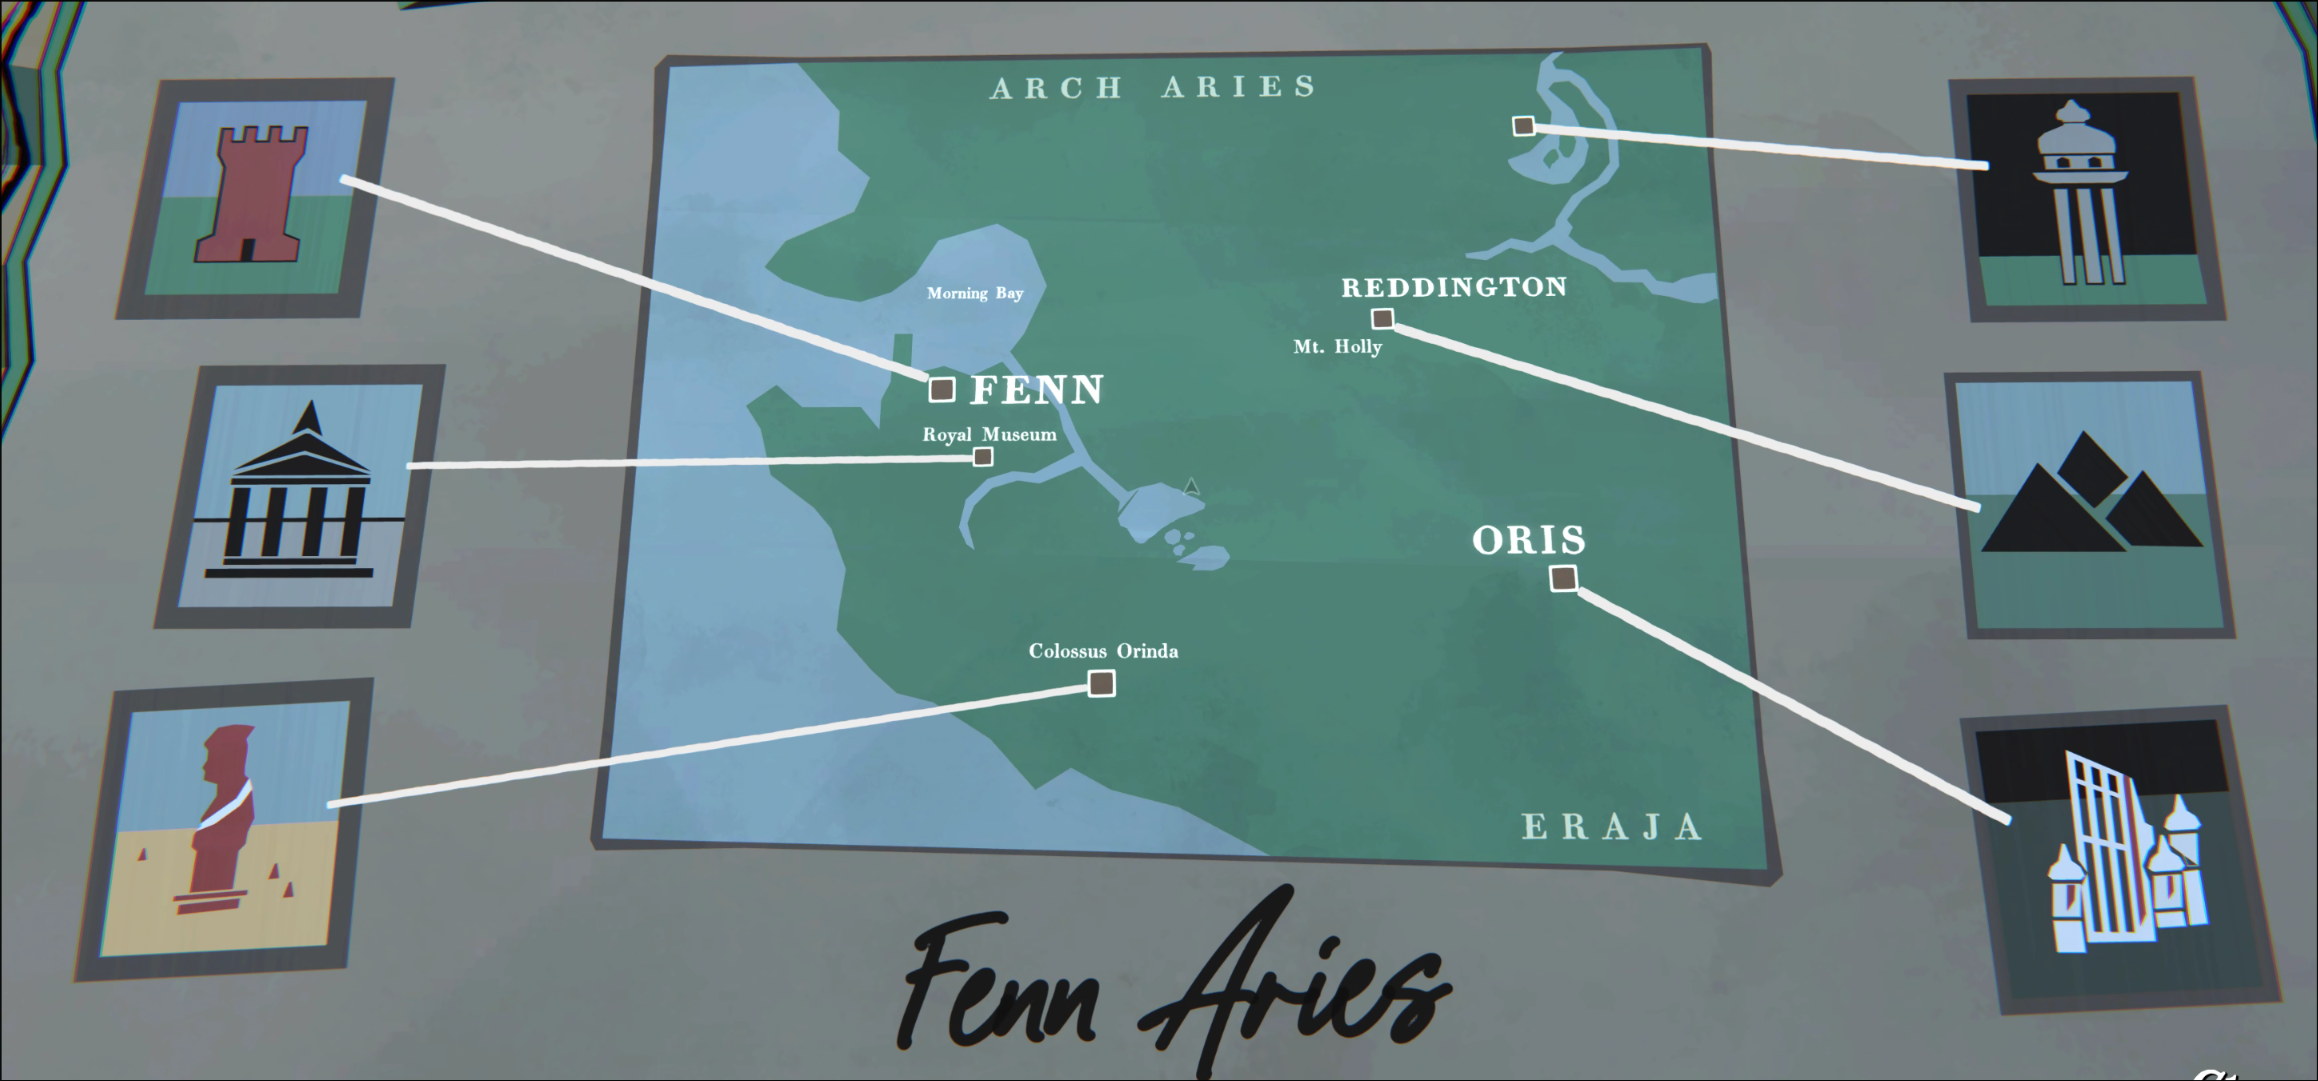 ARCH ARIES
Morning Bay
REDDINGTON
Mt. Holly
FENN
Royal Museum
ORIS
Colossus Orinda
ERAJA
Fenn Aries